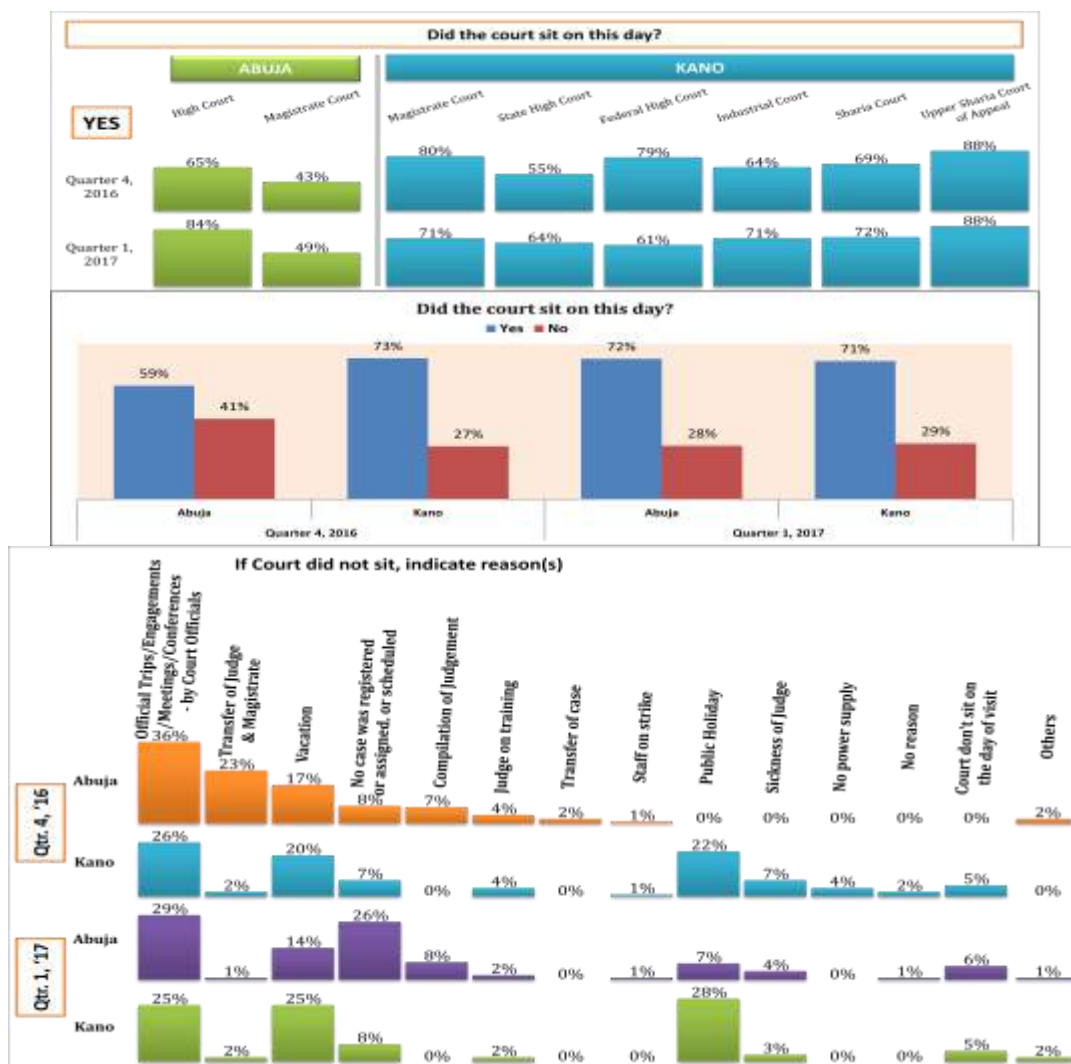 Did the court sit on this day?
ABUJA
KANO
High Court
Magistrate Court
Magistrate Court
State High Court
Federal High Court
Industrial Court
Sharia Court
Upper Sharia Court
of Appeal
YES
Quarter 4,
2016
65%
43%
80%
55%
79%
64%
69%
88%
Quarter 1,
2017
84%
49%
71%
64%
61%
71%
72%
88%
Did the court sit on this day?
Yes No
59%
41%
73%
27%
72%
28%
71%
29%
Abuja
Kano
Abuja
Kano
Quarter 4, 2016
Quarter 1, 2017
If Court did not sit, indicate reason(s)
Official Trips/Engagements
/Meetings/Conferences
- by Court Officials
Transfer of Judge
& Magistrate
Vacation
No case was registered
or assigned. or scheduled
Compilation of Judgement
Judge on training
Transfer of case
Staff on strike
Public Holiday
Sickness of Judge
No power supply
No reason
Court don't sit on
the day of visit
Others
Qtr. 4, '16
Abuja
36%
23%
17%
8%
7%
4%
2%
1%
0%
0%
0%
0%
0%
2%
Kano
26%
2%
20%
7%
0%
4%
0%
1%
22%
7%
4%
2%
5%
0%
Qtr. 1, '17
Abuja
29%
1%
14%
26%
8%
2%
0%
1%
7%
4%
0%
1%
6%
1%
Kano
25%
2%
25%
8%
0%
2%
0%
0%
28%
3%
0%
0%
5%
2%